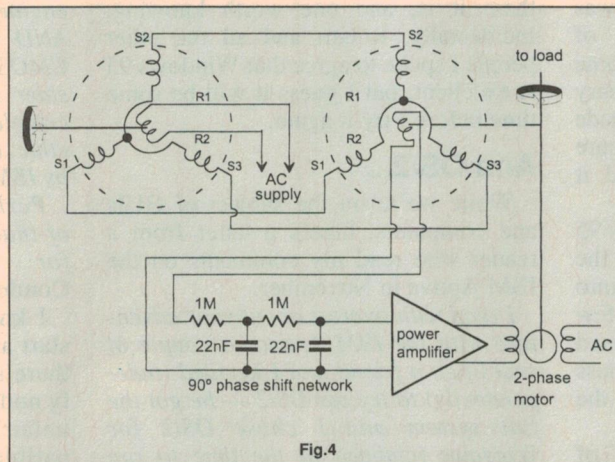 S2
S2
to load
R1
R1
R2
R2
S1
S3
S1
S3
AC
supply
1M
1M
22nF
22nF
90º phase shift network
power
amplifier
AC
2-phase
motor
Fig.4